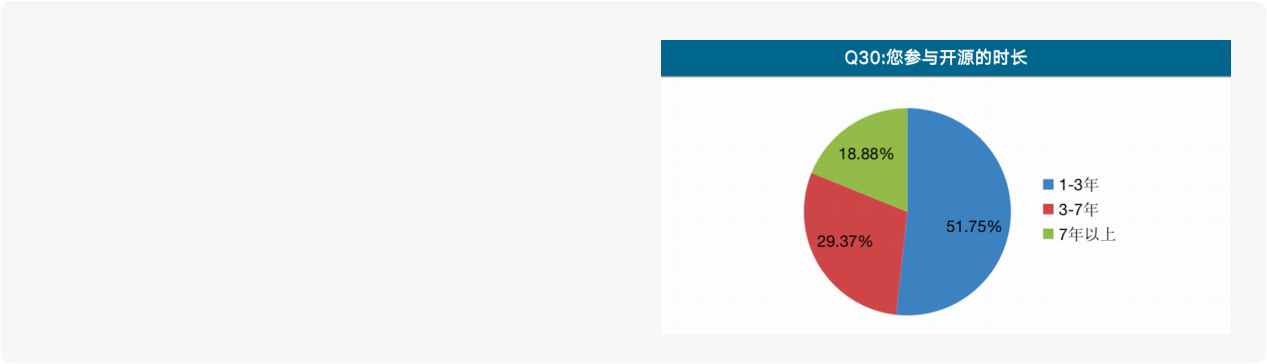 Q30:您参与开源的时长
18.88%
51.75%
29.37%
1-3年
3-7年
7年以上